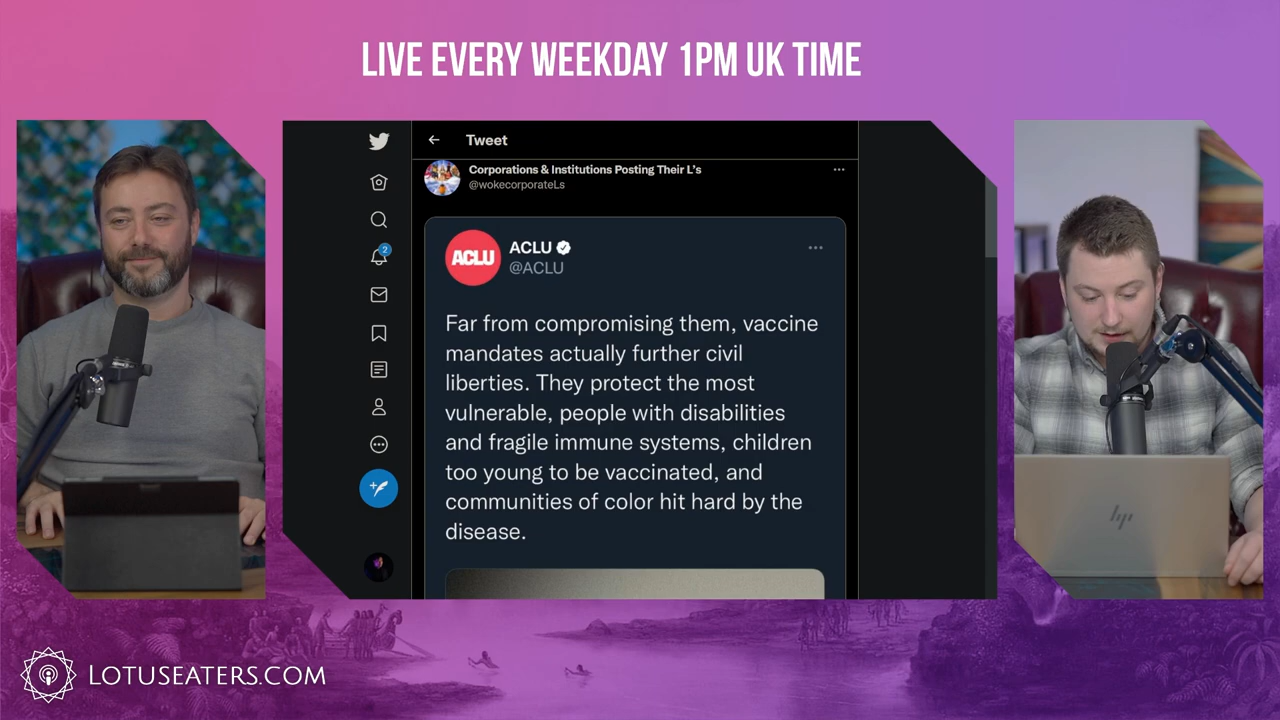 LIVE EVERY WEEKDAY 1PM UK TIME
Tweet
Corporations & Institutions Posting Their L's
@wokecorporateLs
2
ACLU
ACLU
@ACLU
Far from compromising them, vaccine
mandates actually further civil
liberties. They protect the most
vulnerable, people with disabilities
and fragile immune systems, children
too young to be vaccinated, and
communities of color hit hard by the
disease.
hp
LOTUSEATERS.COM